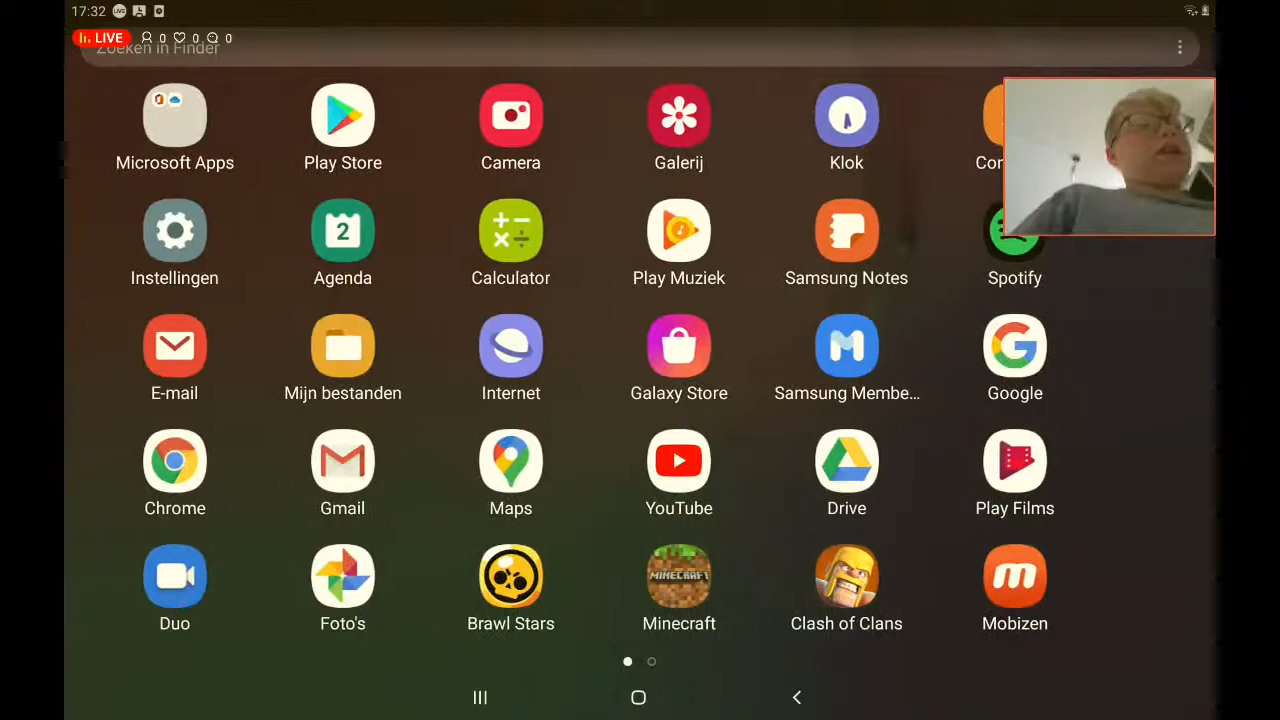 17:32
LIVE 0 0 0
Zoeken in Finder
Microsoft Apps Play Store Camera Galerij Klok
Instellingen Agenda Calculator Play Muziek Samsung Notes Spotify
2
E-mail Mijn bestanden Internet Galaxy Store Samsung Membe... Google
Chrome Gmail Maps YouTube Drive Play Films
MINECRAFT
Duo Foto's Brawl Stars Minecraft Clash of Clans Mobizen